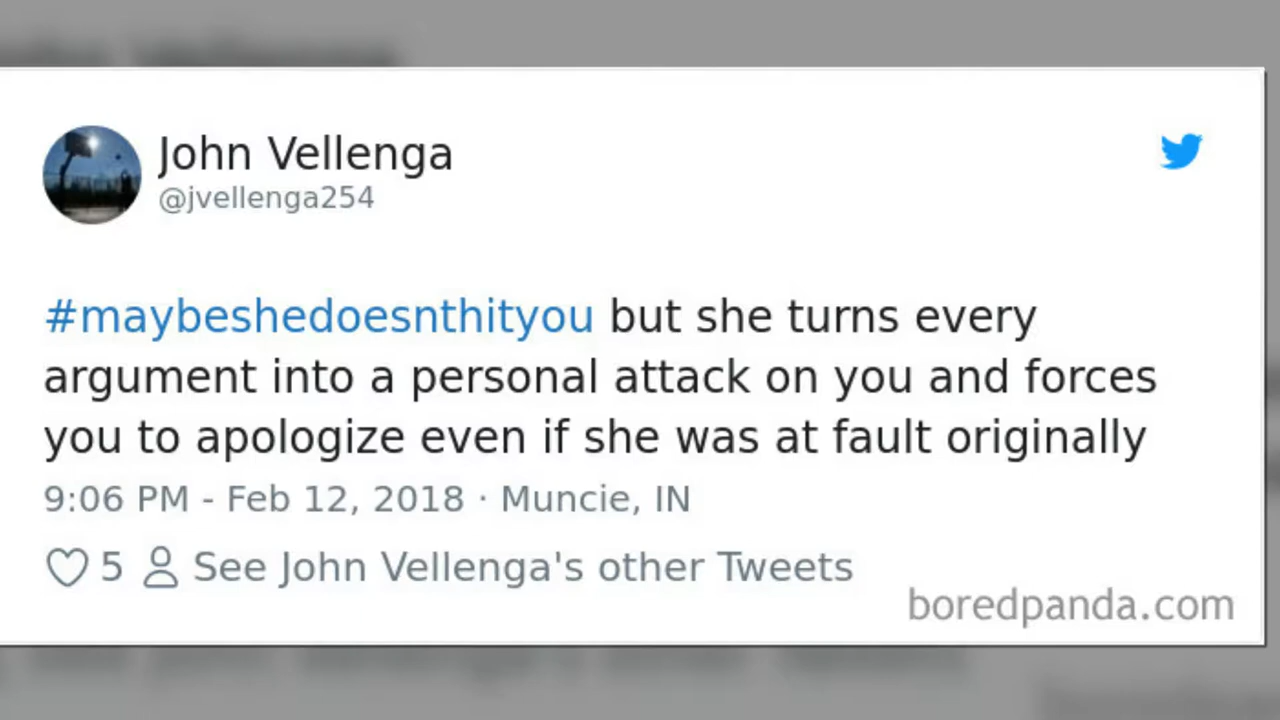 John Vellenga
@jvellenga254
#maybeshedoesnthityou but she turns every
argument into a personal attack on you and forces
you to apologize even if she was at fault originally
9:06 PM - Feb 12, 2018 · Muncie, IN
5 See John Vellenga's other Tweets
boredpanda.com